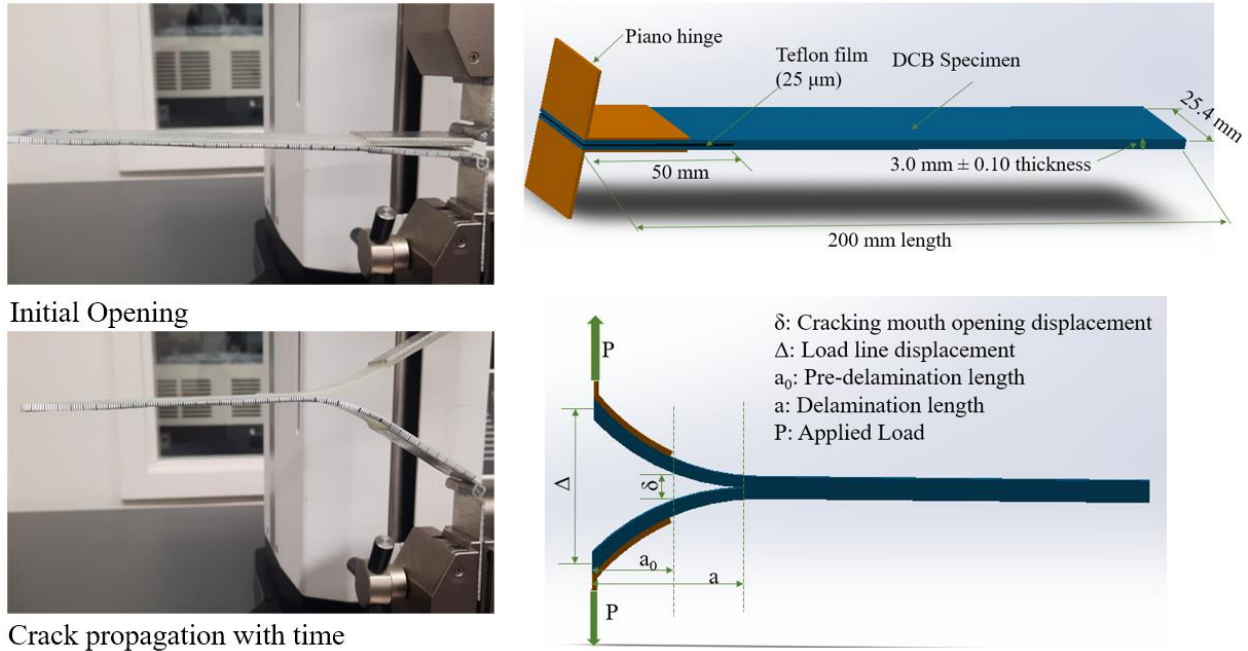 Piano hinge
Teflon film
(25 μm)
DCB Specimen
25.4 mm
50 mm
3.0 mm ± 0.10 thickness
200 mm length
Initial Opening
P
δ: Cracking mouth opening displacement
Δ: Load line displacement
a₀: Pre-delamination length
a: Delamination length
P: Applied Load
Δ
δ
a₀
a
P
Crack propagation with time